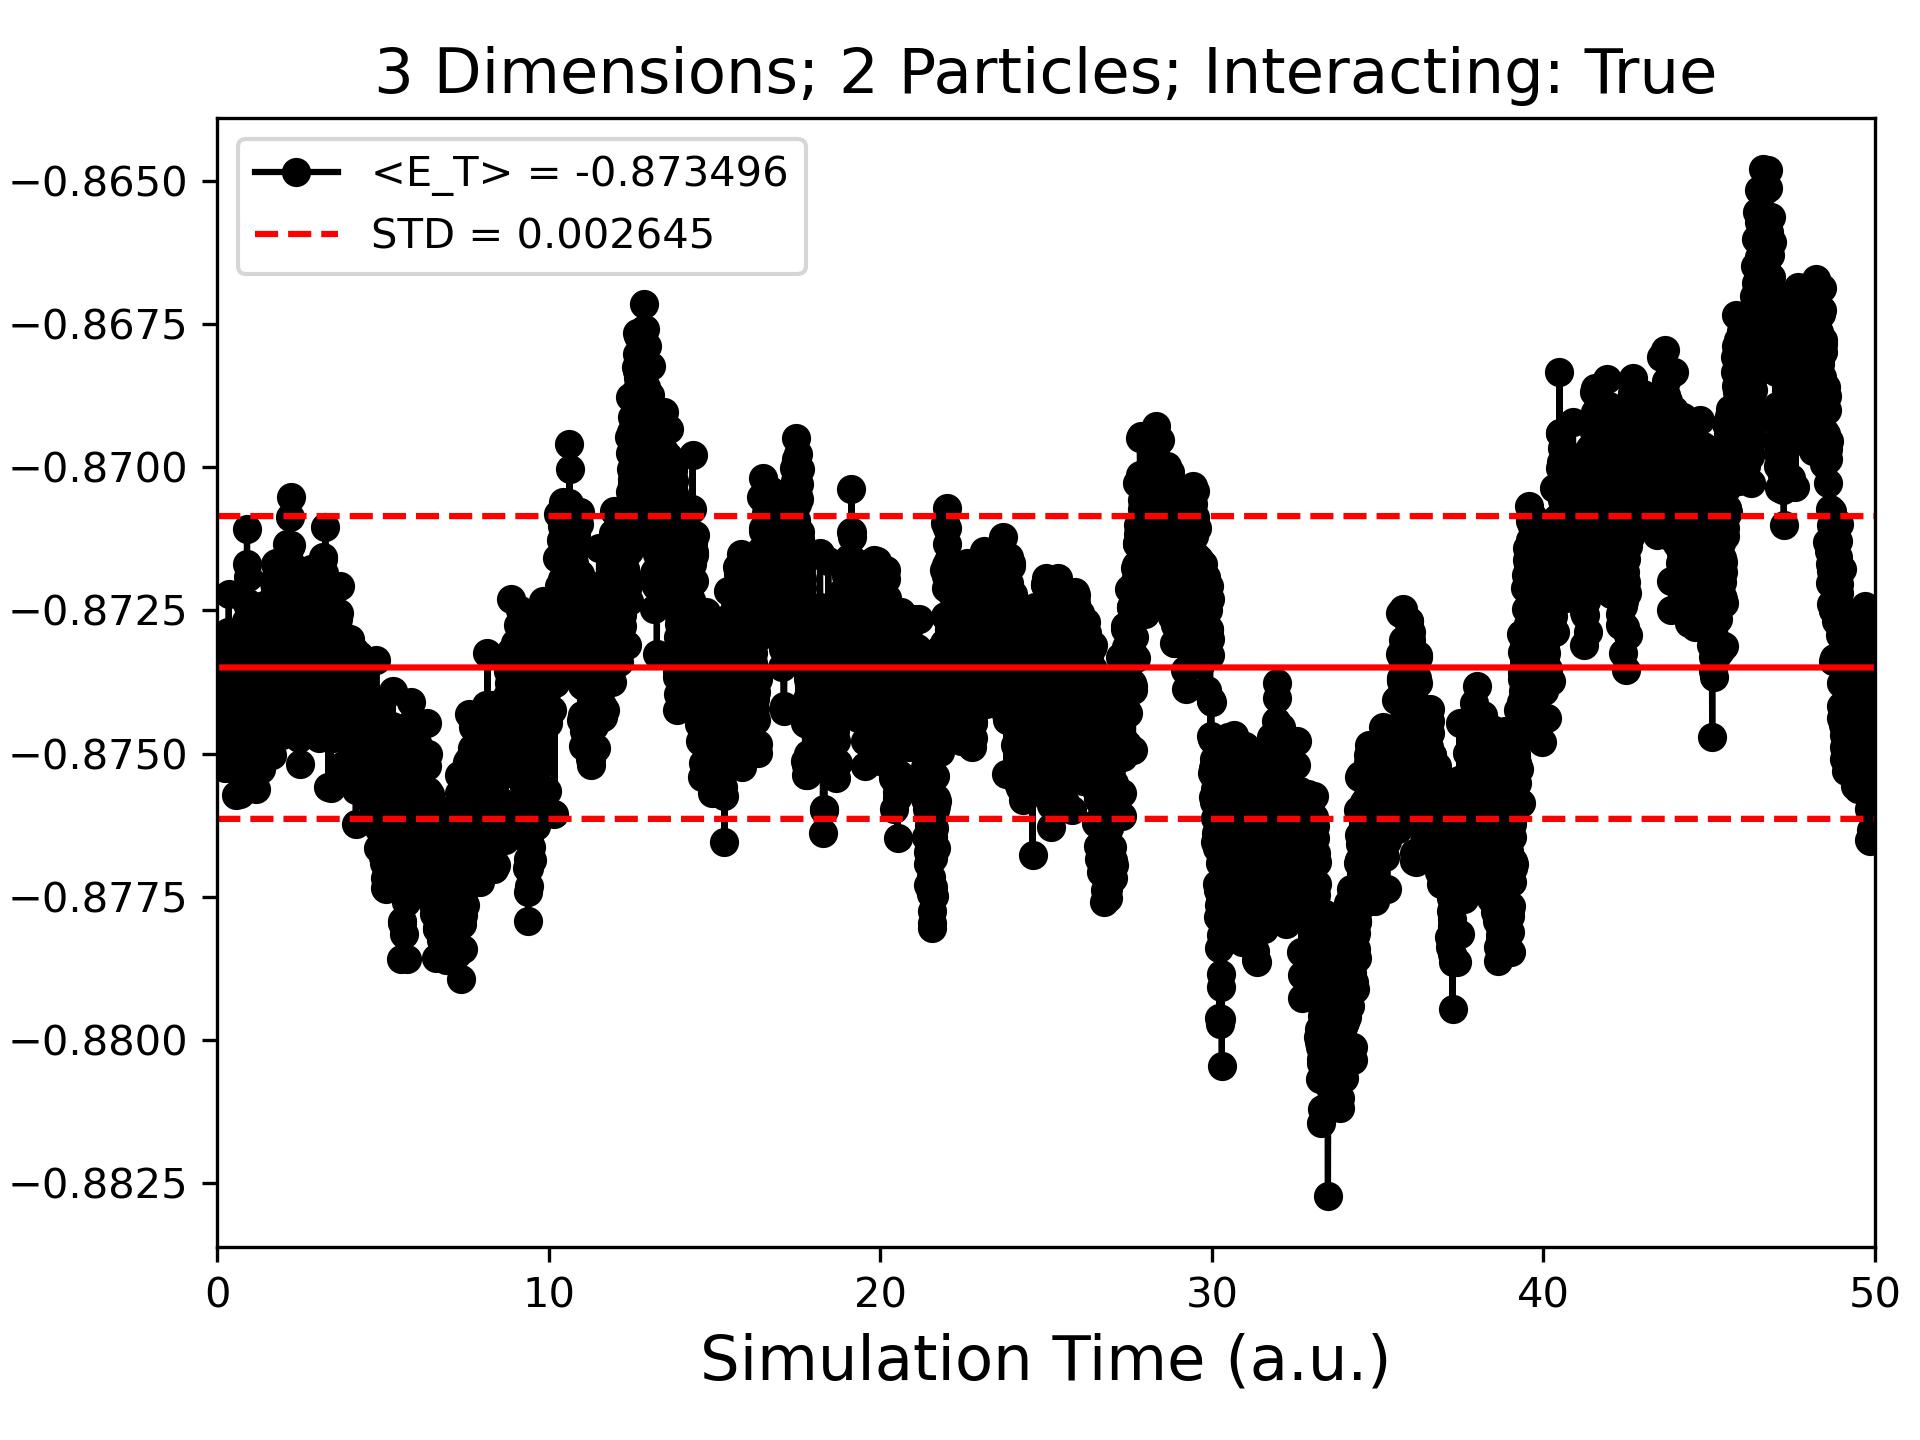 3 Dimensions; 2 Particles; Interacting: True
<E_T> = -0.873496
STD = 0.002645
−0.8650
−0.8675
−0.8700
−0.8725
−0.8750
−0.8775
−0.8800
−0.8825
0 10 20 30 40 50
Simulation Time (a.u.)